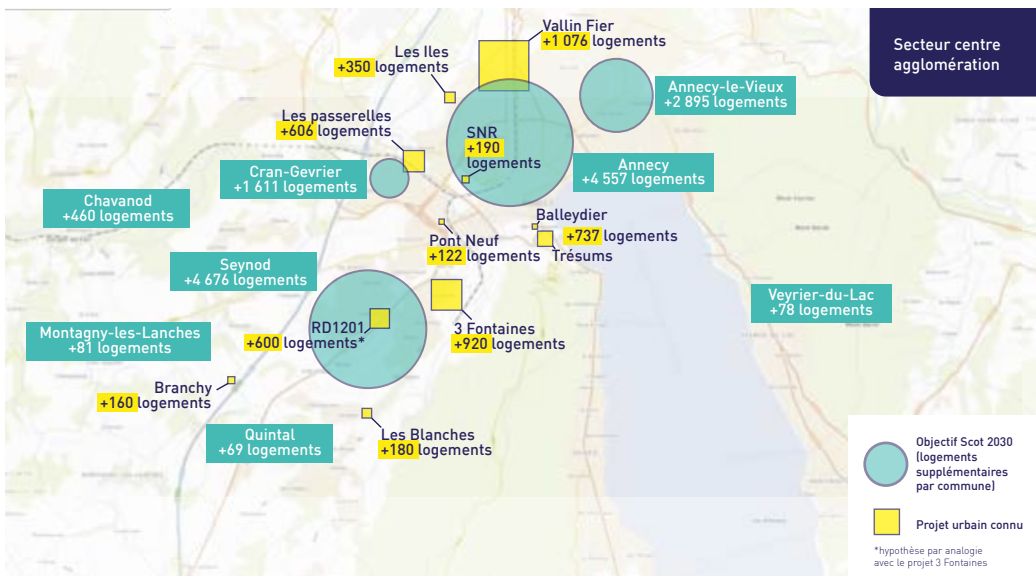 Vallin Fier
+1 076 logements
Secteur centre
agglomération
Les Iles
+350 logements
Annecy-le-Vieux
+2 895 logements
Les passerelles
+606 logements
SNR
+190
logements
Cran-Gevrier
+1 611 logements
Annecy
+4 557 logements
Chavanod
+460 logements
Balleydier
+737 logements
Trésums
Pont Neuf
+122 logements
Seynod
+4 676 logements
Veyrier-du-Lac
+78 logements
Montagny-les-Lanches
+81 logements
RD1201
+600 logements*
3 Fontaines
+920 logements
Branchy
+160 logements
Quintal
+69 logements
Les Blanches
+180 logements
Objectif Scot 2030
(logements
supplémentaires
par commune)
Projet urbain connu
*hypothèse par analogie
avec le projet 3 Fontaines